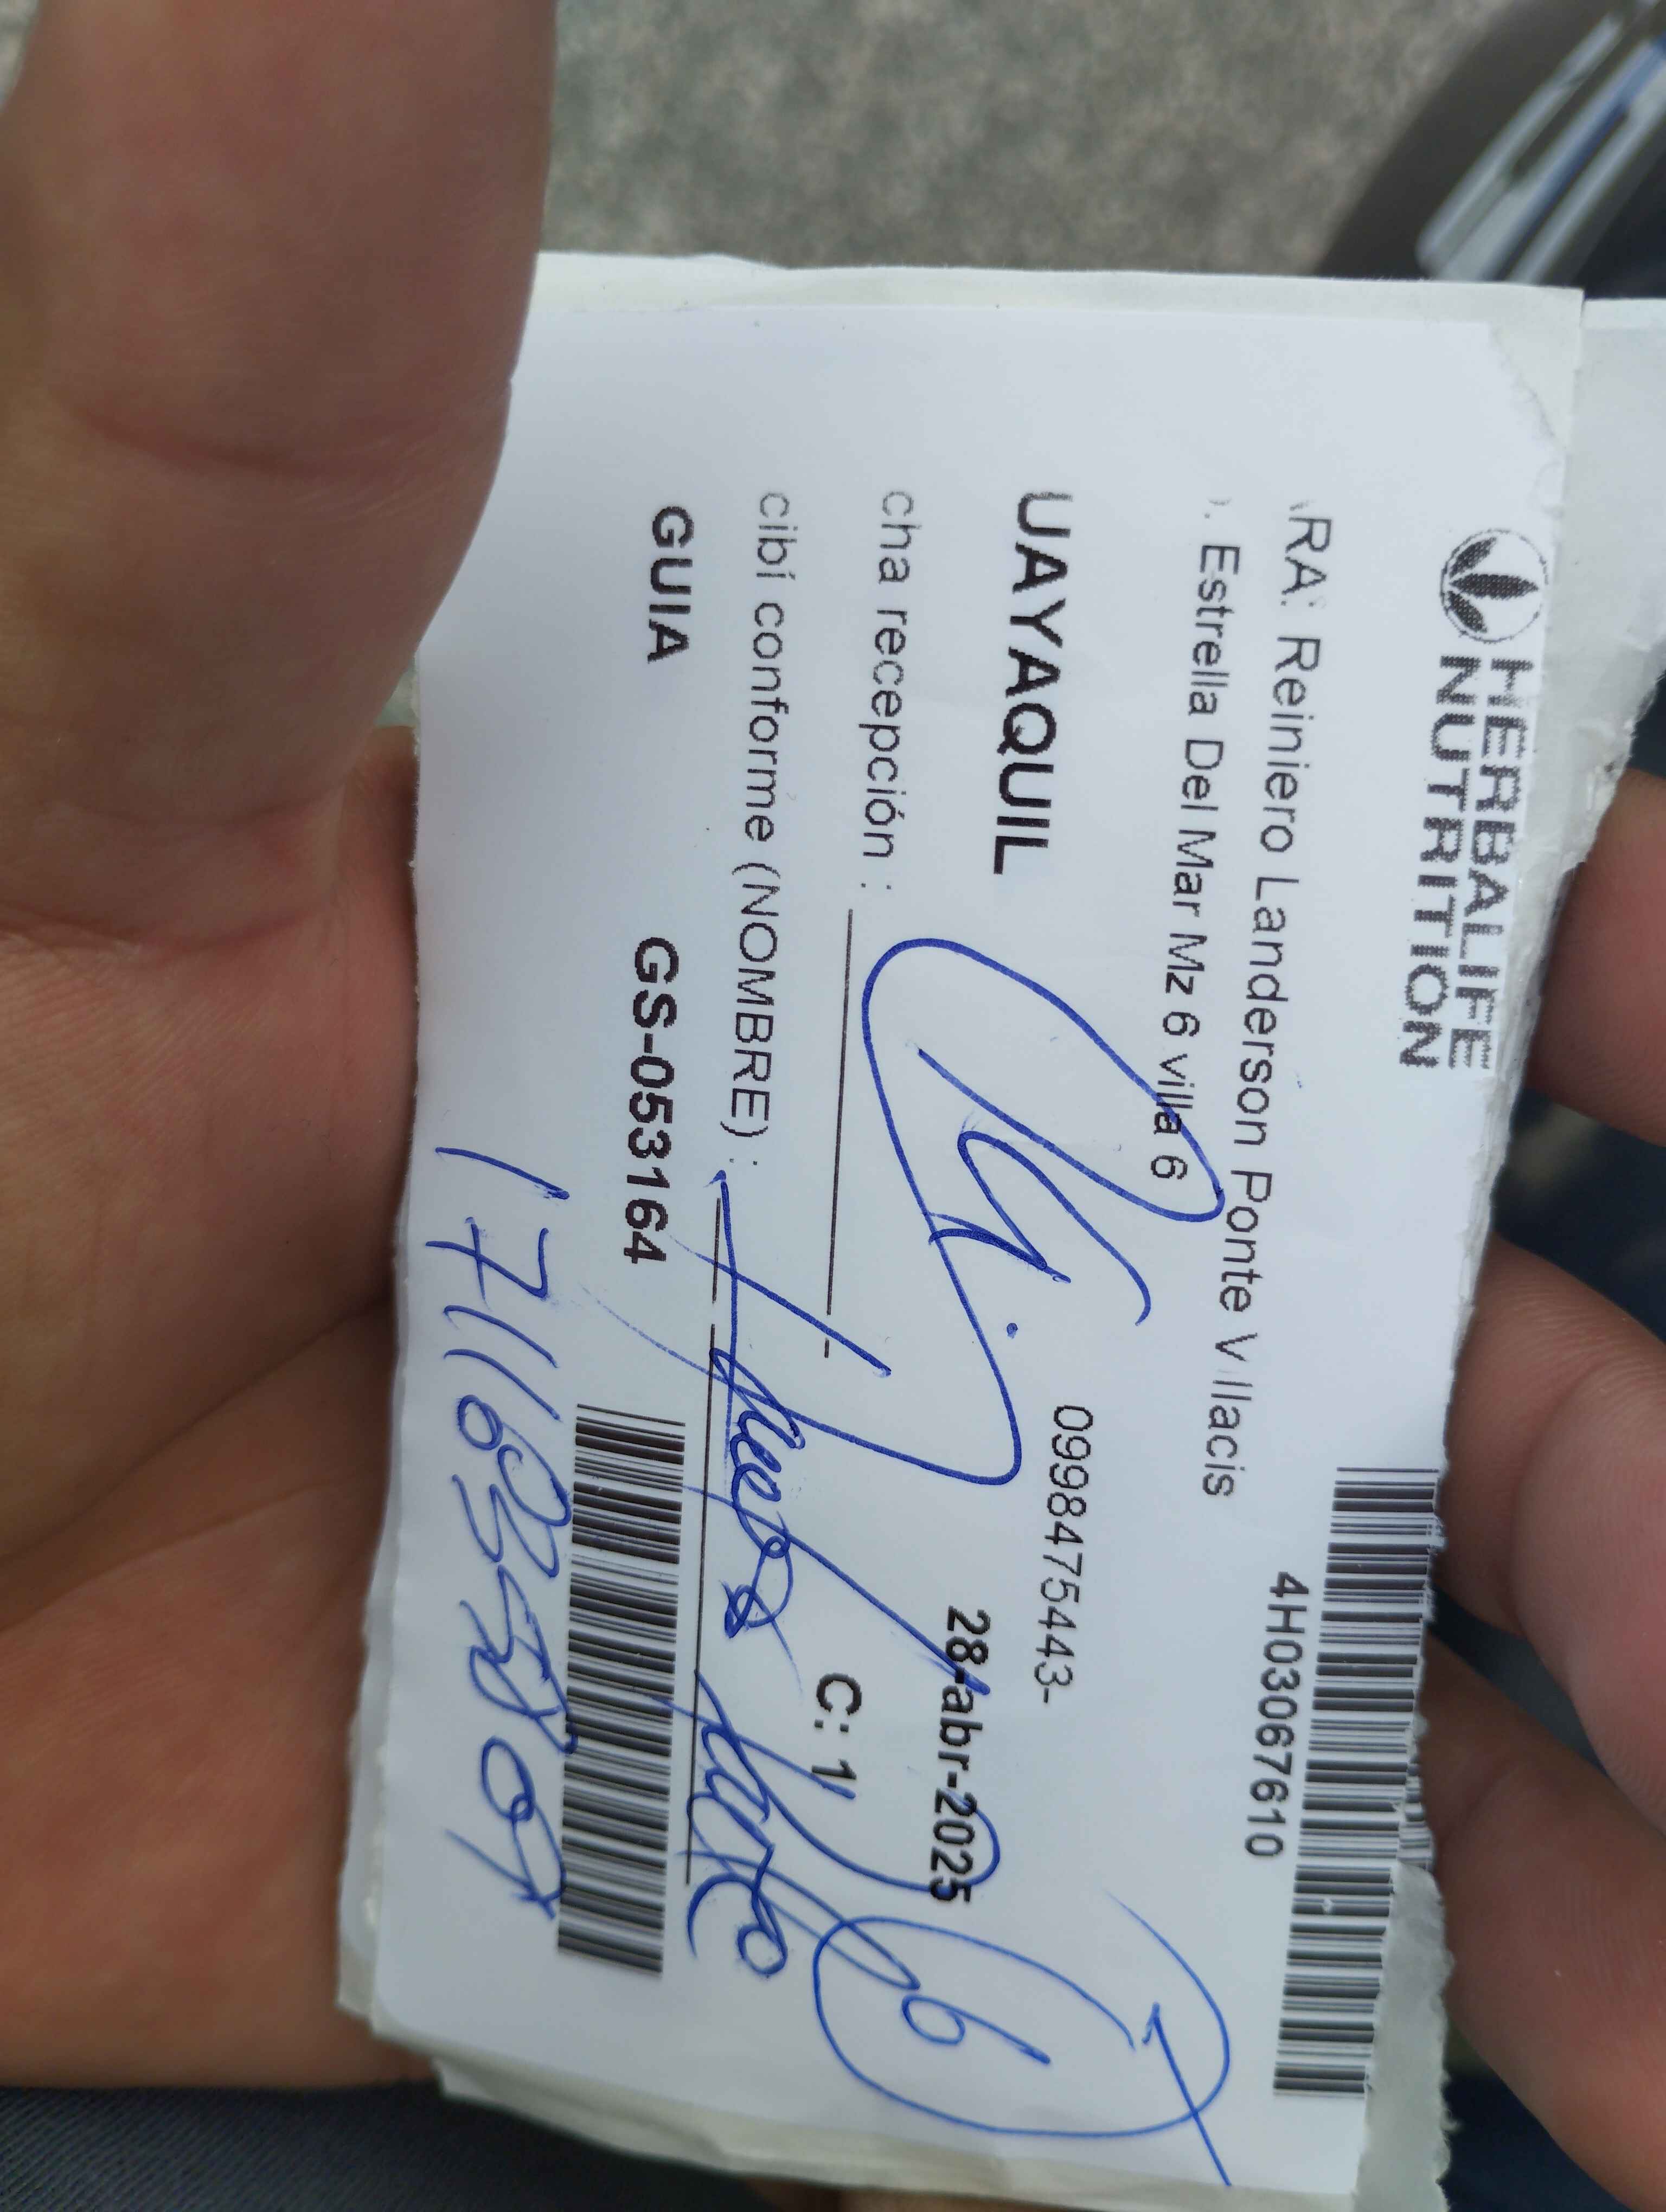 HERBALIFE
NUTRITION
4H03067610
RA: Reiniero Landerson Ponte Villacis
. Estrella Del Mar Mz 6 villa 6
0998475443-
UAYAQUIL
28-abr-2025
cha recepción :
C: 1
cibí conforme (NOMBRE) :
GUIA GS-053164